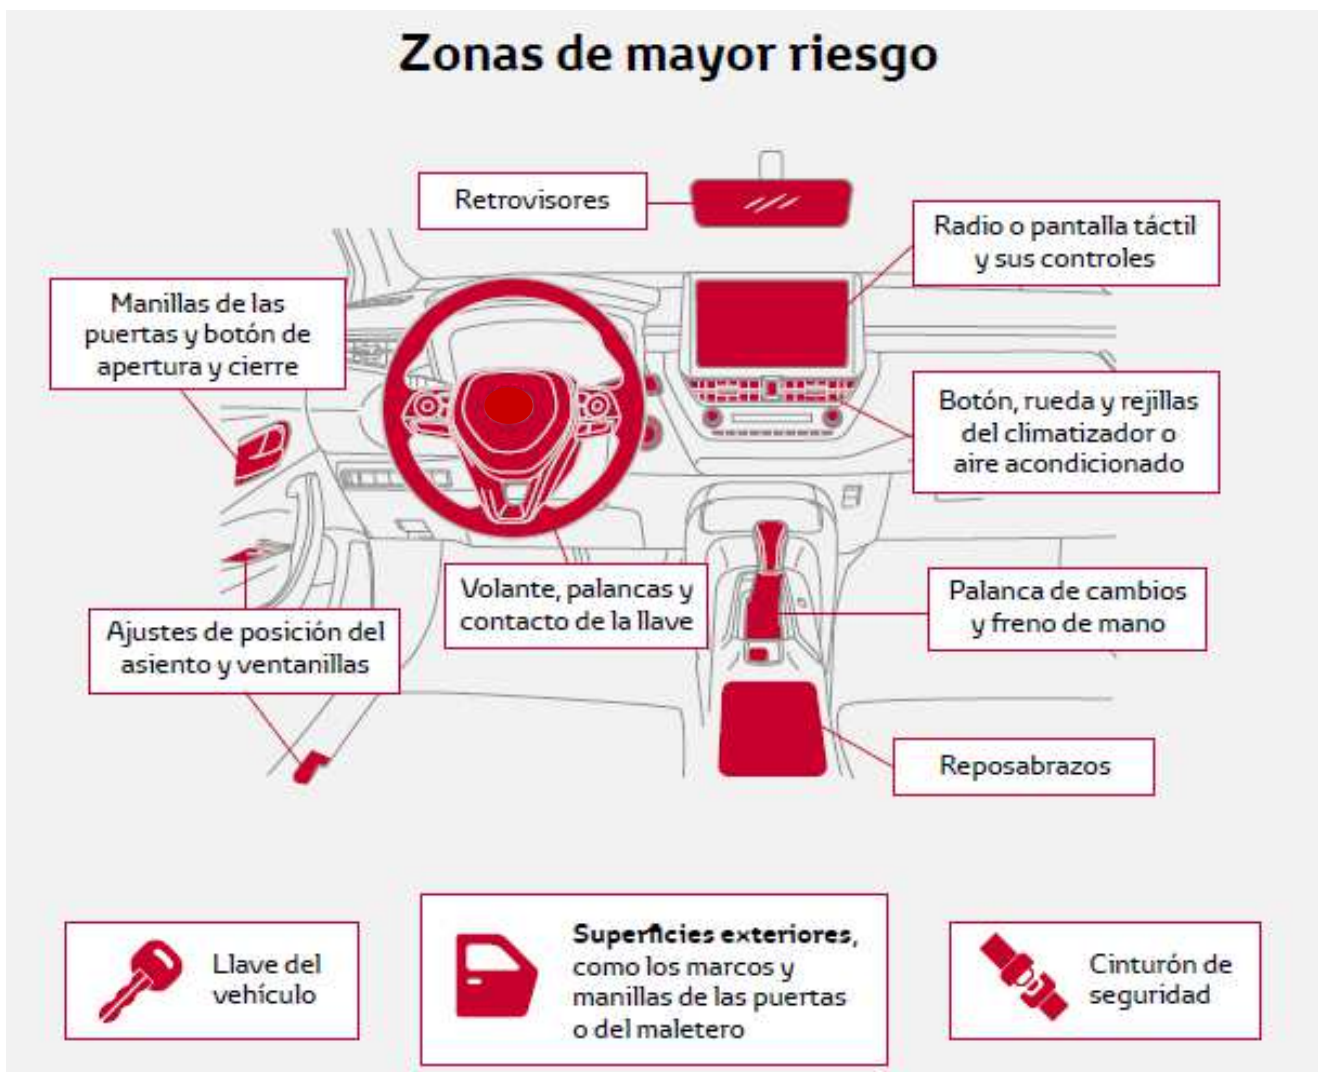 Zonas de mayor riesgo
Retrovisores
Radio o pantalla táctil
y sus controles
Manillas de las
puertas y botón de
apertura y cierre
Botón, rueda y rejillas
del climatizador o
aire acondicionado
Volante, palancas y
contacto de la llave
Palanca de cambios
y freno de mano
Ajustes de posición del
asiento y ventanillas
Reposabrazos
Llave del
vehículo
Superficies exteriores,
como los marcos y
manillas de las puertas
o del maletero
Cinturón de
seguridad